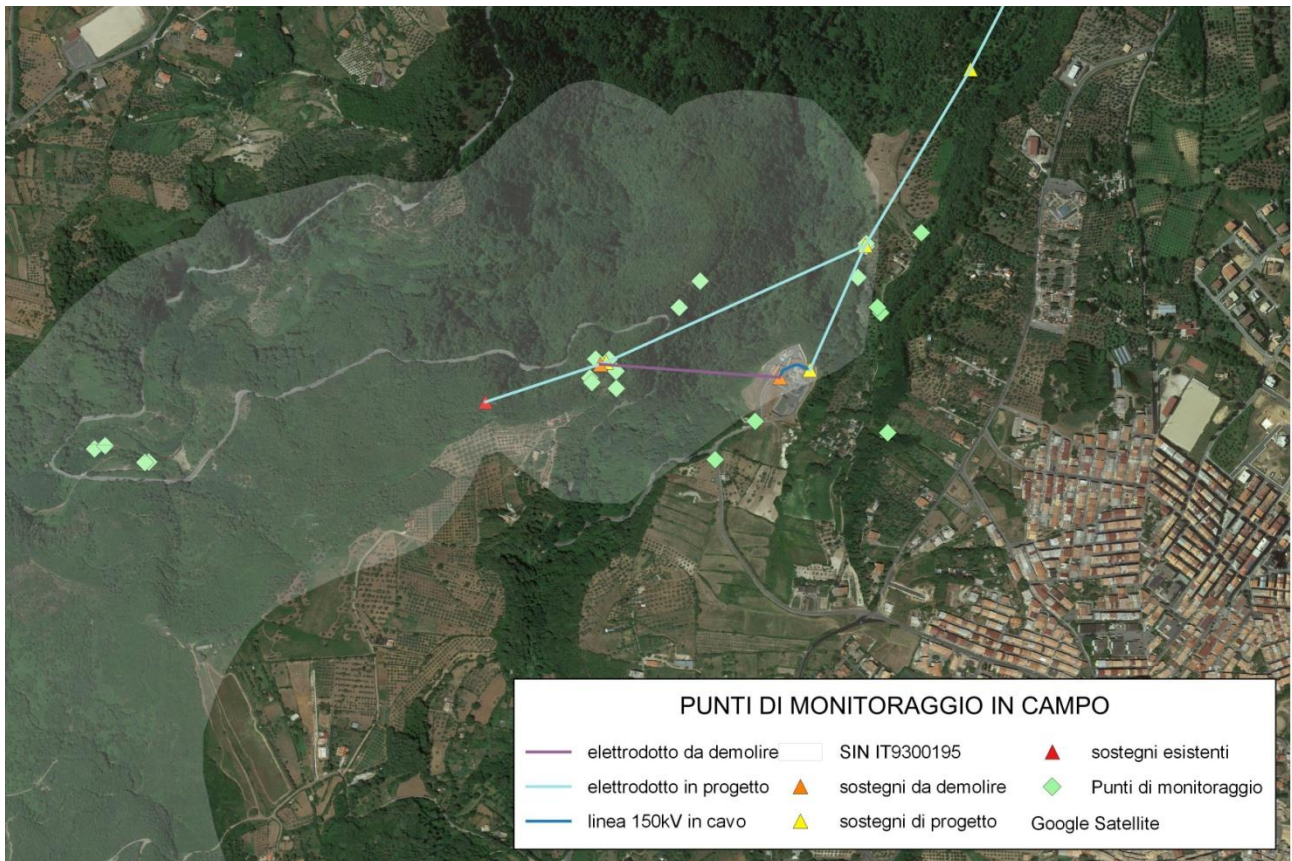 PUNTI DI MONITORAGGIO IN CAMPO
elettrodotto da demolire
SIN IT9300195
sostegni esistenti
elettrodotto in progetto
sostegni da demolire
Punti di monitoraggio
linea 150kV in cavo
sostegni di progetto
Google Satellite